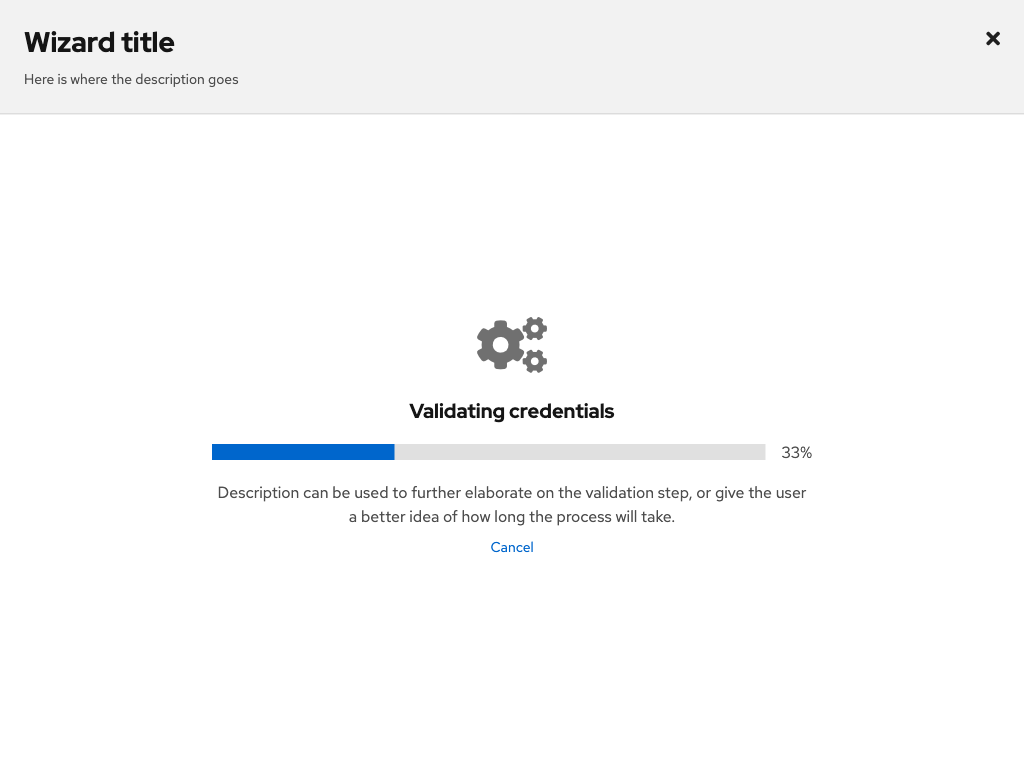 Wizard title
Here is where the description goes
Validating credentials
33%
Description can be used to further elaborate on the validation step, or give the user
a better idea of how long the process will take.
Cancel